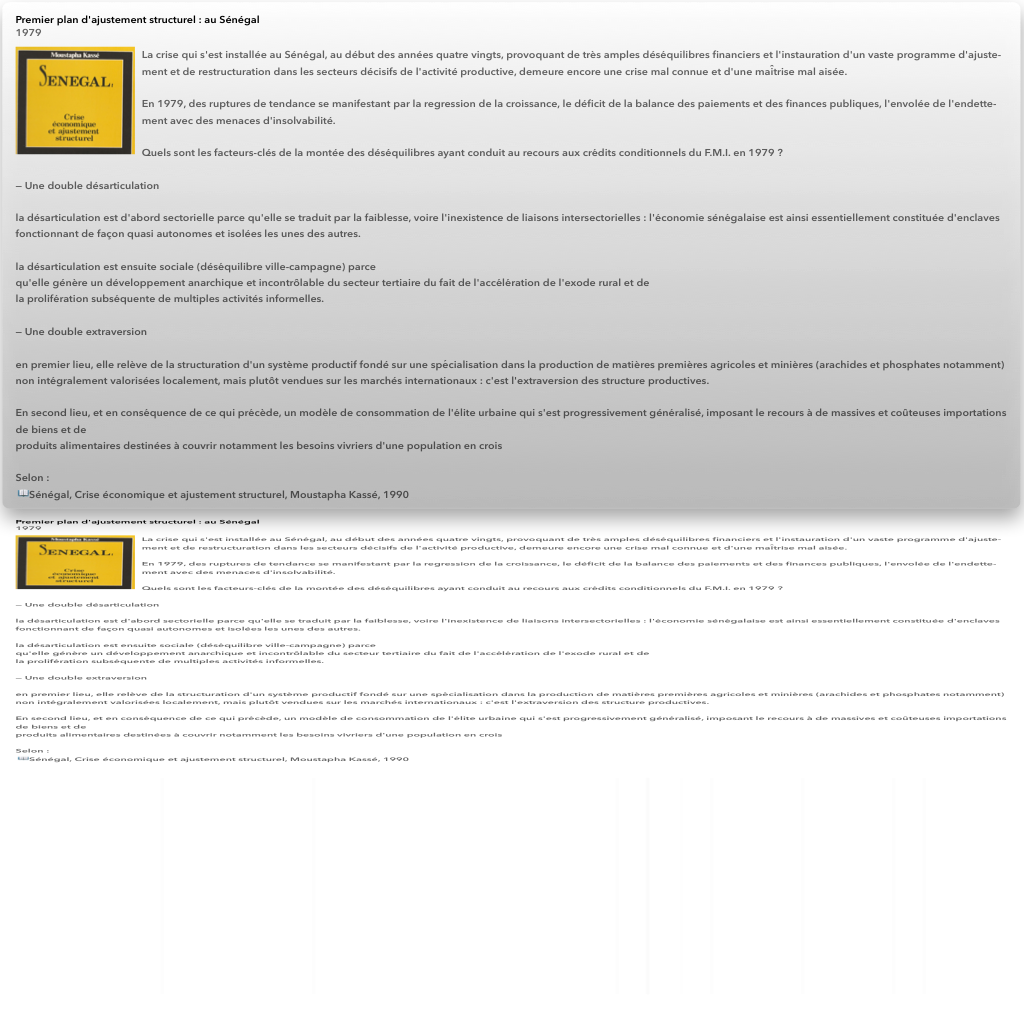 Premier plan d'ajustement structurel : au Sénégal
1979
Moustapha Kassé
SENEGAL
Crise
économique
et ajustement
structurel
La crise qui s'est installée au Sénégal, au début des années quatre vingts, provoquant de très amples déséquilibres financiers et l'instauration d'un vaste programme d'ajuste-
ment et de restructuration dans les secteurs décisifs de l'activité productive, demeure encore une crise mal connue et d'une maîtrise mal aisée.
En 1979, des ruptures de tendance se manifestant par la regression de la croissance, le déficit de la balance des paiements et des finances publiques, l'envolée de l'endette-
ment avec des menaces d'insolvabilité.
Quels sont les facteurs-clés de la montée des déséquilibres ayant conduit au recours aux crédits conditionnels du F.M.I. en 1979 ?
– Une double désarticulation
la désarticulation est d'abord sectorielle parce qu'elle se traduit par la faiblesse, voire l'inexistence de liaisons intersectorielles : l'économie sénègalaise est ainsi essentiellement constituée d'enclaves
fonctionnant de façon quasi autonomes et isolées les unes des autres.
la désarticulation est ensuite sociale (déséquilibre ville-campagne) parce
qu'elle génère un développement anarchique et incontrôlable du secteur tertiaire du fait de l'accèlération de l'exode rural et de
la prolifération subséquente de multiples activités informelles.
– Une double extraversion
en premier lieu, elle relève de la structuration d'un système productif fondé sur une spècialisation dans la production de matières premières agricoles et minières (arachides et phosphates notamment)
non intégralement valorisées localement, mais plutôt vendues sur les marchés internationaux : c'est l'extraversion des structure productives.
En second lieu, et en conséquence de ce qui précède, un modèle de consommation de l'élite urbaine qui s'est progressivement généralisé, imposant le recours à de massives et coûteuses importations
de biens et de
produits alimentaires destinées à couvrir notamment les besoins vivriers d'une population en crois
Selon :
📖Sénégal, Crise économique et ajustement structurel, Moustapha Kassé, 1990
Premier plan d'ajustement structurel : au Sénégal
1979
SENEGAL
Crise
économique
et ajustement
structurel
La crise qui s'est installée au Sénégal, au début des années quatre vingts, provoquant de très amples déséquilibres financiers et l'instauration d'un vaste programme d'ajuste-
ment et de restructuration dans les secteurs décisifs de l'activité productive, demeure encore une crise mal connue et d'une maîtrise mal aisée.
En 1979, des ruptures de tendance se manifestant par la regression de la croissance, le déficit de la balance des paiements et des finances publiques, l'envolée de l'endette-
ment avec des menaces d'insolvabilité.
Quels sont les facteurs-clés de la montée des déséquilibres ayant conduit au recours aux crédits conditionnels du F.M.I. en 1979 ?
– Une double désarticulation
la désarticulation est d'abord sectorielle parce qu'elle se traduit par la faiblesse, voire l'inexistence de liaisons intersectorielles : l'économie sénègalaise est ainsi essentiellement constituée d'enclaves
fonctionnant de façon quasi autonomes et isolées les unes des autres.
la désarticulation est ensuite sociale (déséquilibre ville-campagne) parce
qu'elle génère un développement anarchique et incontrôlable du secteur tertiaire du fait de l'accèlération de l'exode rural et de
la prolifération subséquente de multiples activités informelles.
– Une double extraversion
en premier lieu, elle relève de la structuration d'un système productif fondé sur une spècialisation dans la production de matières premières agricoles et minières (arachides et phosphates notamment)
non intégralement valorisées localement, mais plutôt vendues sur les marchés internationaux : c'est l'extraversion des structure productives.
En second lieu, et en conséquence de ce qui précède, un modèle de consommation de l'élite urbaine qui s'est progressivement généralisé, imposant le recours à de massives et coûteuses importations
de biens et de
produits alimentaires destinées à couvrir notamment les besoins vivriers d'une population en crois
Selon :
📖Sénégal, Crise économique et ajustement structurel, Moustapha Kassé, 1990